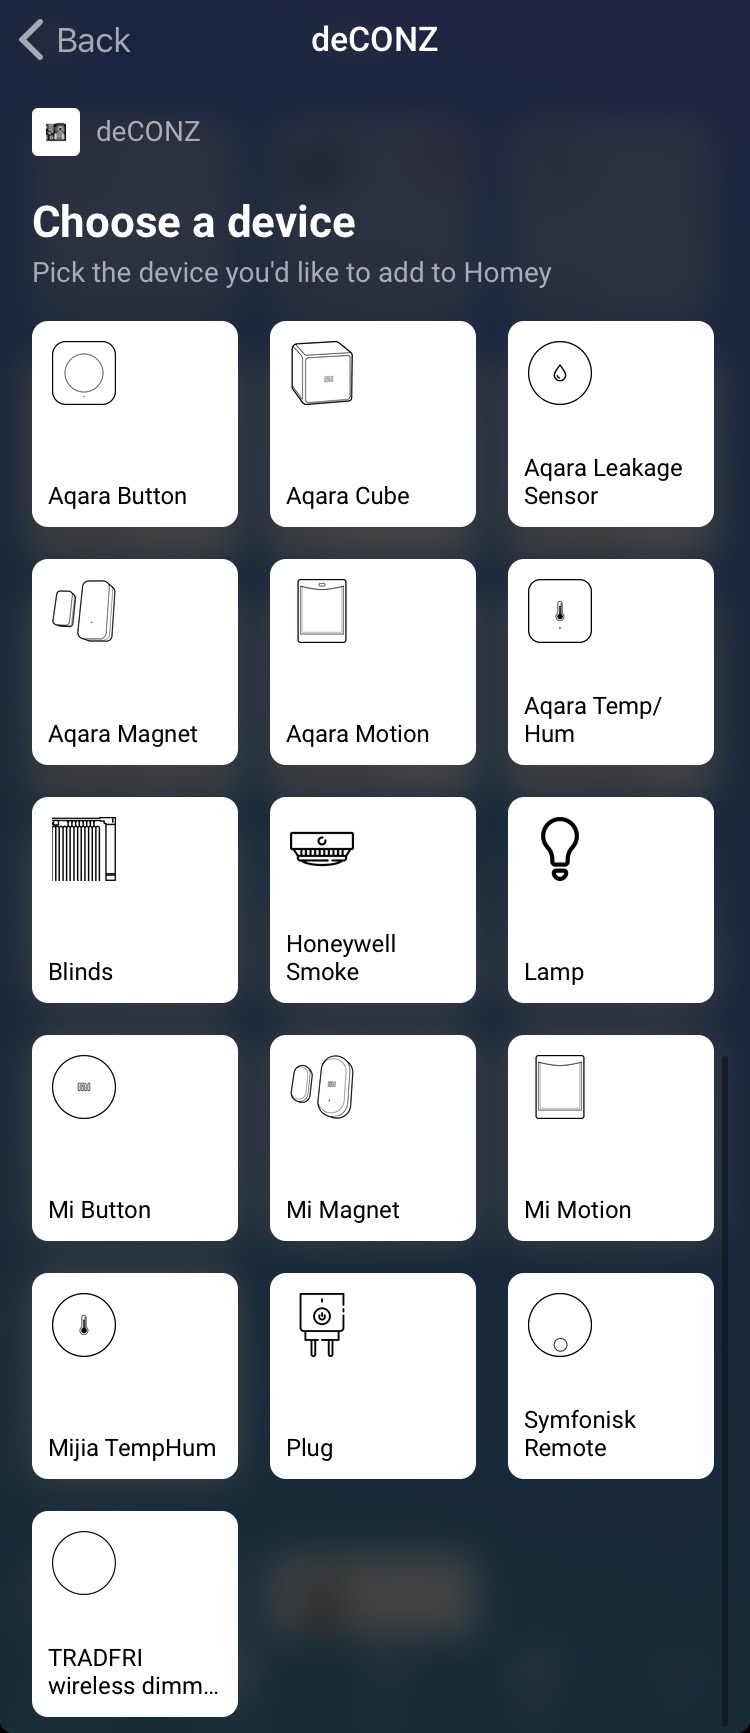 Back
deCONZ
deCONZ
Choose a device
Pick the device you'd like to add to Homey
Aqara Button
Aqara Cube
Aqara Leakage
Sensor
Aqara Magnet
Aqara Motion
Aqara Temp/
Hum
Blinds
Honeywell
Smoke
Lamp
MI
Mi Button
Mi Magnet
Mi Motion
Mijia TempHum
Plug
Symfonisk
Remote
TRADFRI
wireless dimm...